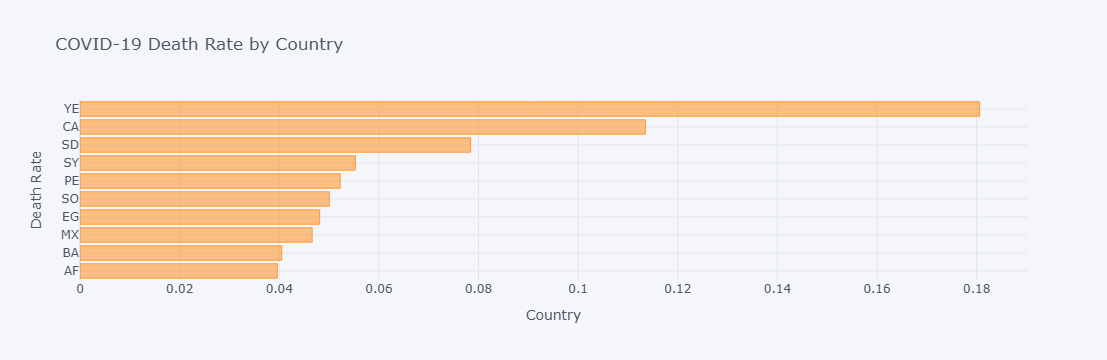 COVID-19 Death Rate by Country
Death Rate
YE
CA
SD
SY
PE
SO
EG
MX
BA
AF
0 0.02 0.04 0.06 0.08 0.1 0.12 0.14 0.16 0.18
Country